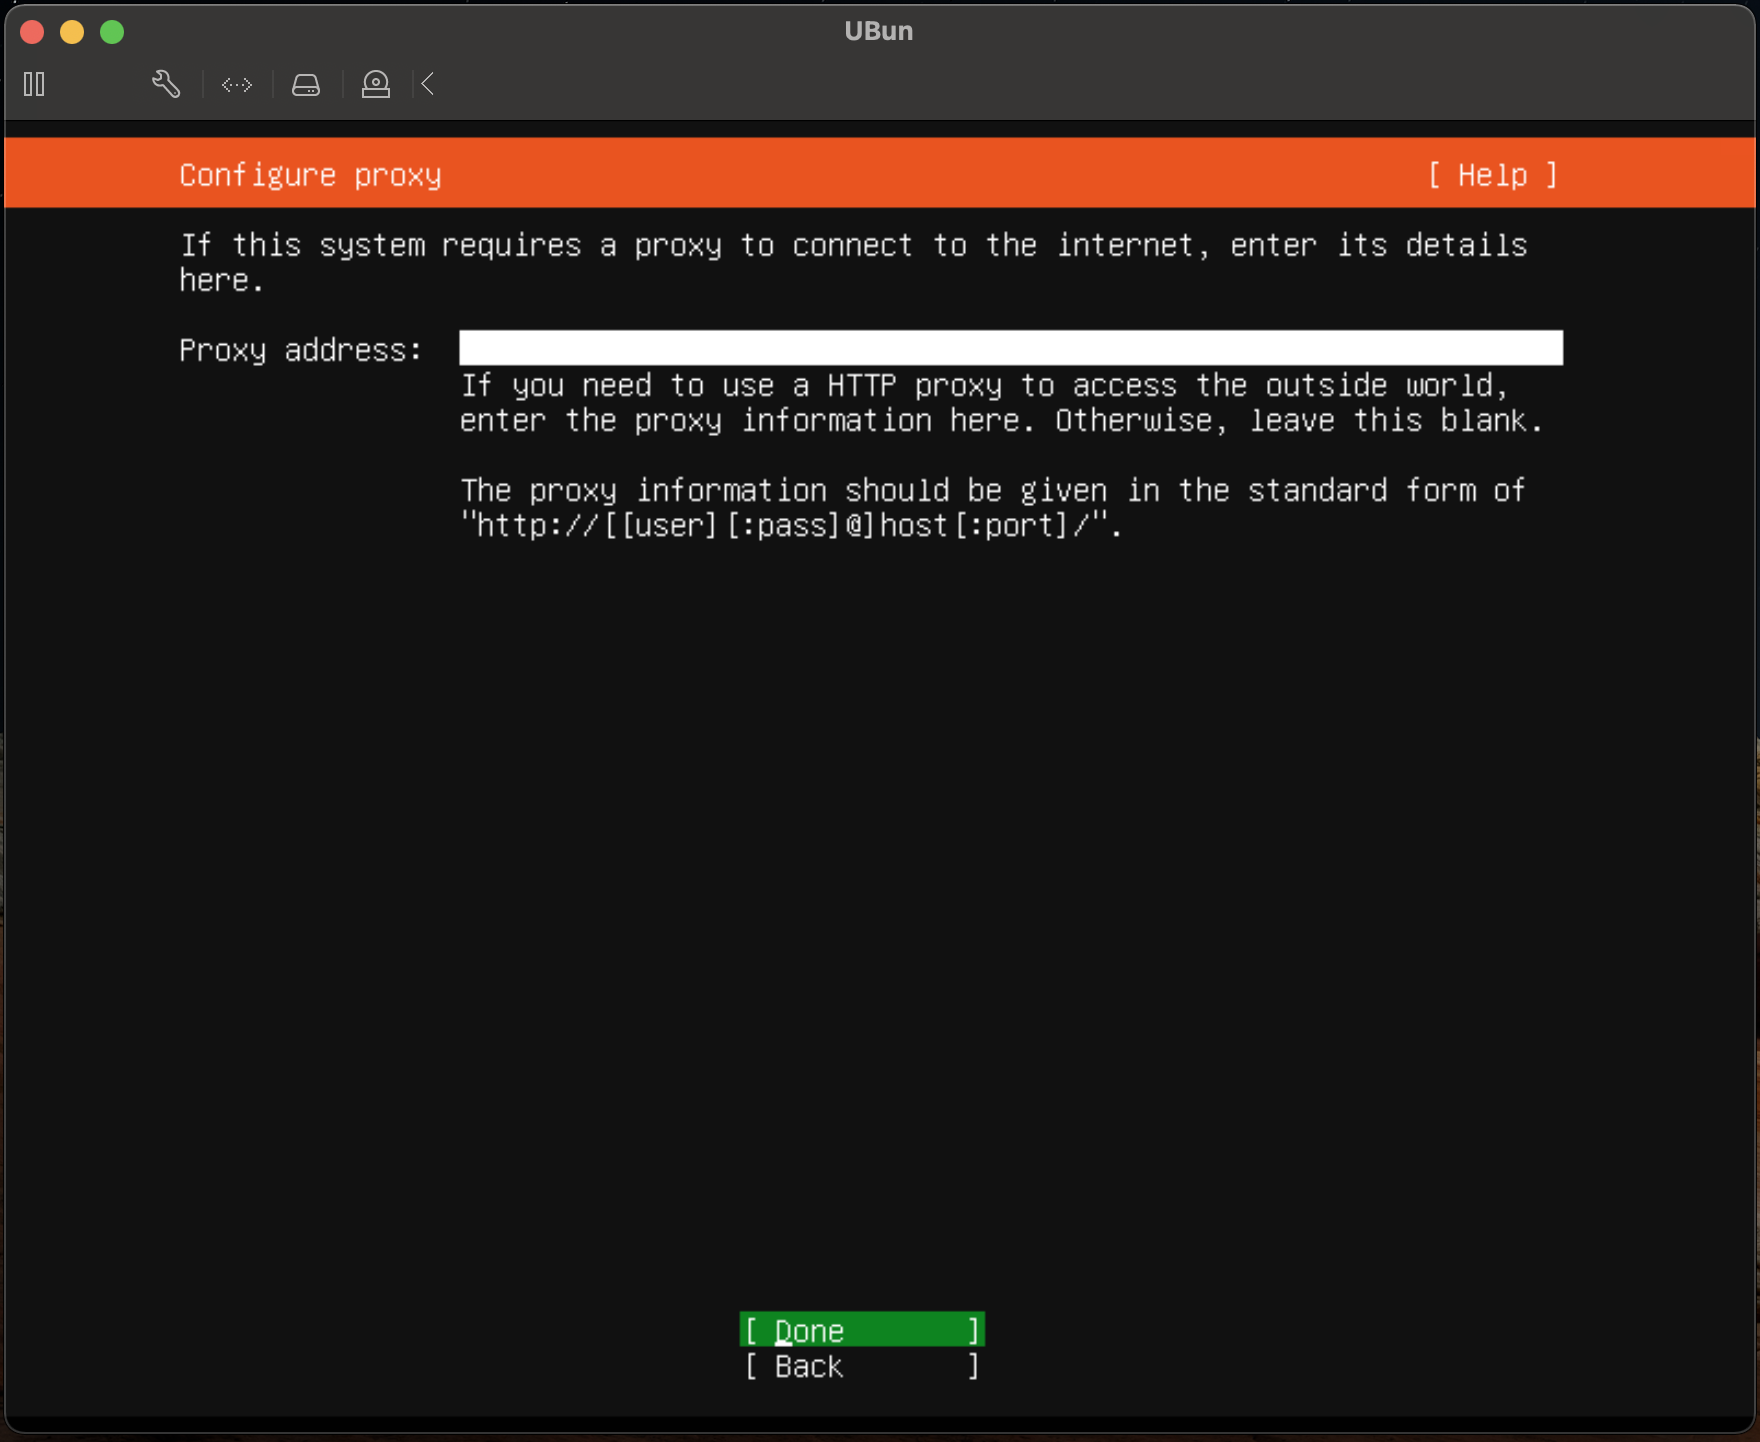 UBun
Configure proxy [ Help ]
If this system requires a proxy to connect to the internet, enter its details
here.
Proxy address:
If you need to use a HTTP proxy to access the outside world,
enter the proxy information here. Otherwise, leave this blank.
The proxy information should be given in the standard form of
"http://[[user][:pass]@]host[:port]/".
[ Done ]
[ Back ]